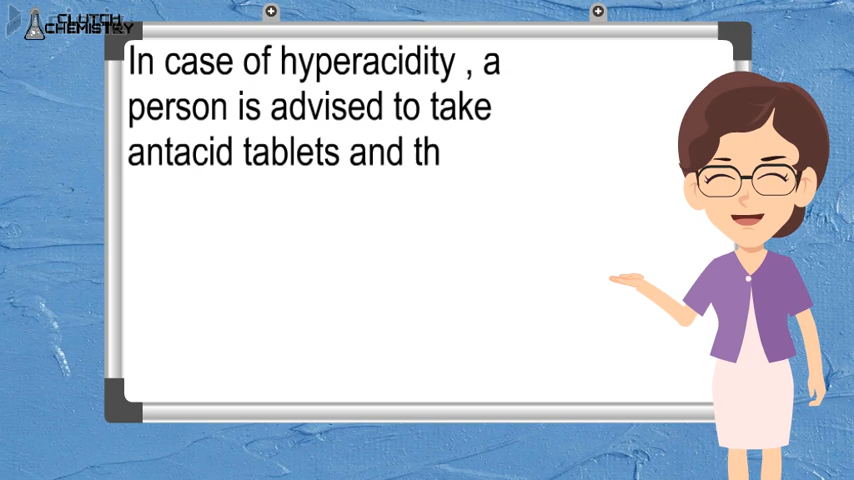 CLUTCH
CHEMISTRY
In case of hyperacidity , a
person is advised to take
antacid tablets and th